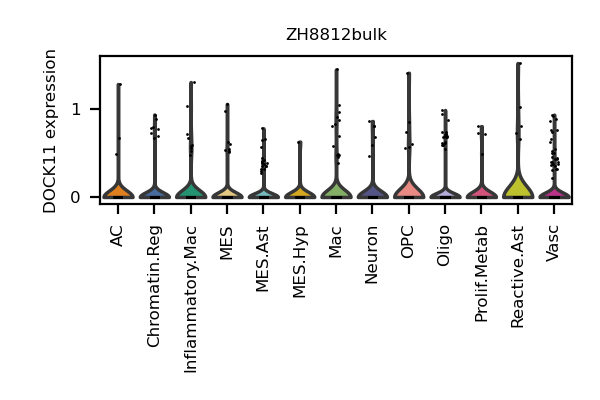 ZH8812bulk
DOCK11 expression
1
0
AC
Chromatin.Reg
Inflammatory.Mac
MES
MES.Ast
MES.Hyp
Mac
Neuron
OPC
Oligo
Prolif.Metab
Reactive.Ast
Vasc